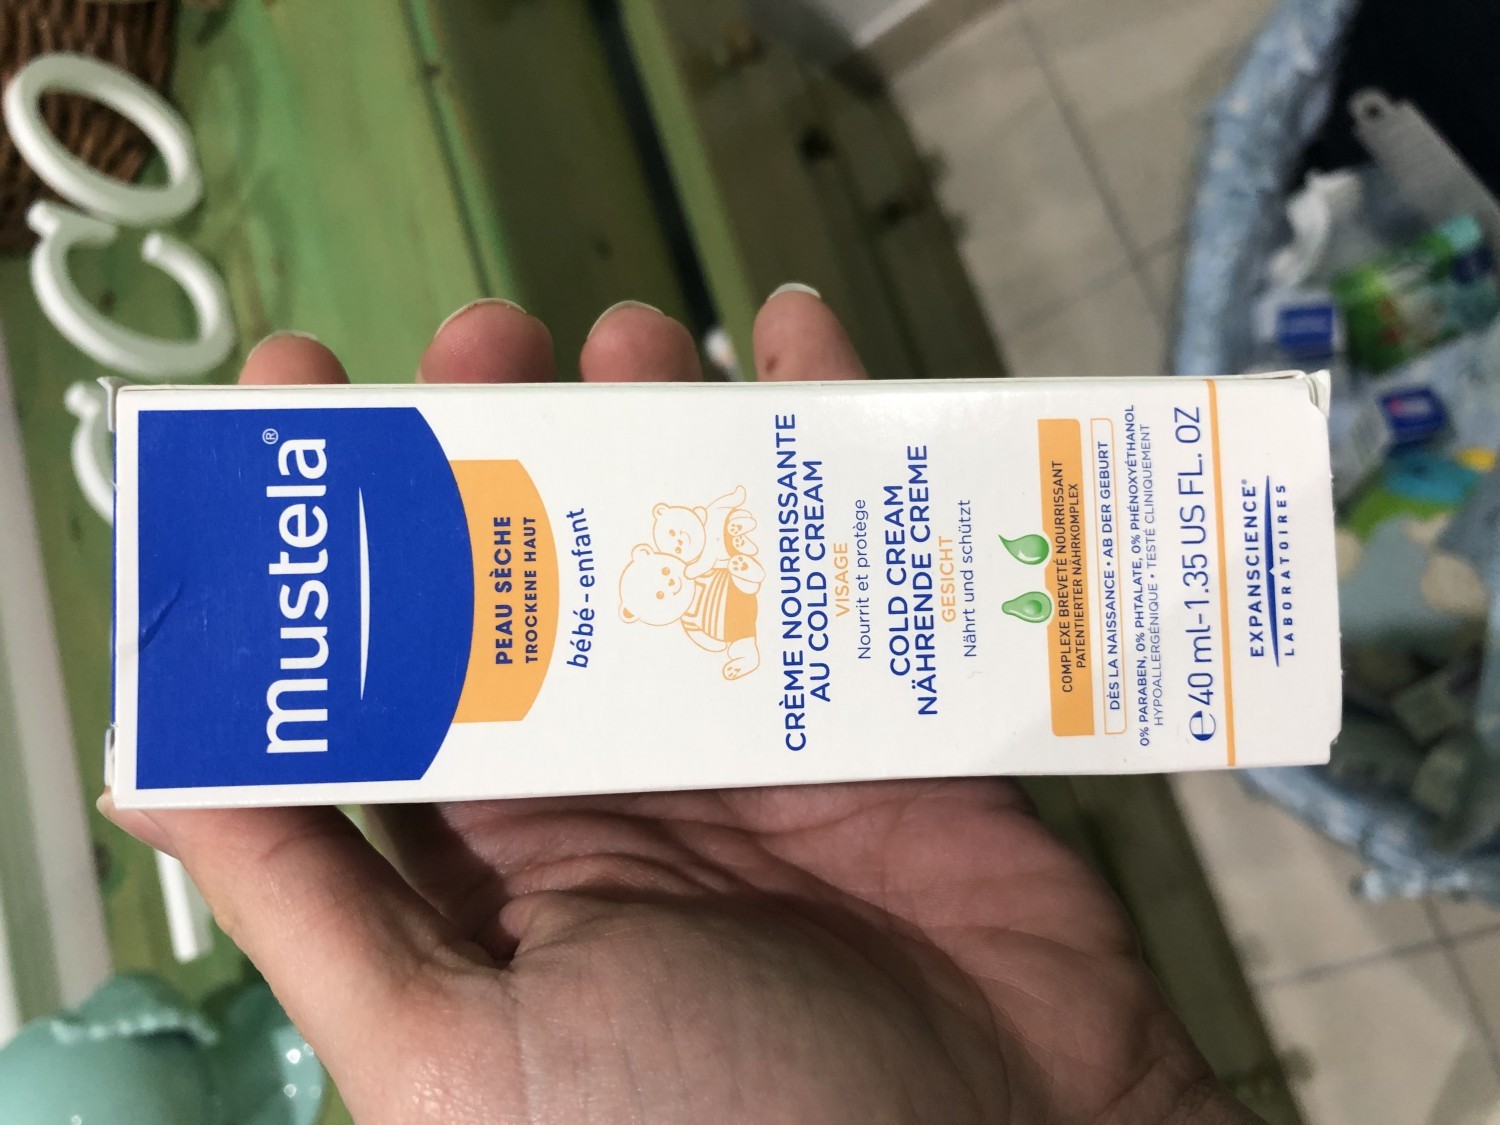 mustela®
PEAU SÈCHE
TROCKENE HAUT
bébé-enfant
CRÈME NOURRISSANTE
AU COLD CREAM
VISAGE
Nourrit et protège
COLD CREAM
NÄHRENDE CREME
GESICHT
Nährt und schützt
COMPLEXE BREVETÉ NOURRISSANT
PATENTIERTER NÄHRKOMPLEX
DÈS LA NAISSANCE • AB DER GEBURT
0% PARABEN, 0% PHTALATE, 0% PHÉNOXYÉTHANOL
HYPOALLERGÉNIQUE • TESTÉ CLINIQUEMENT
℮ 40 ml-1.35 US FL. OZ
EXPANSCIENCE®
LABORATOIRES